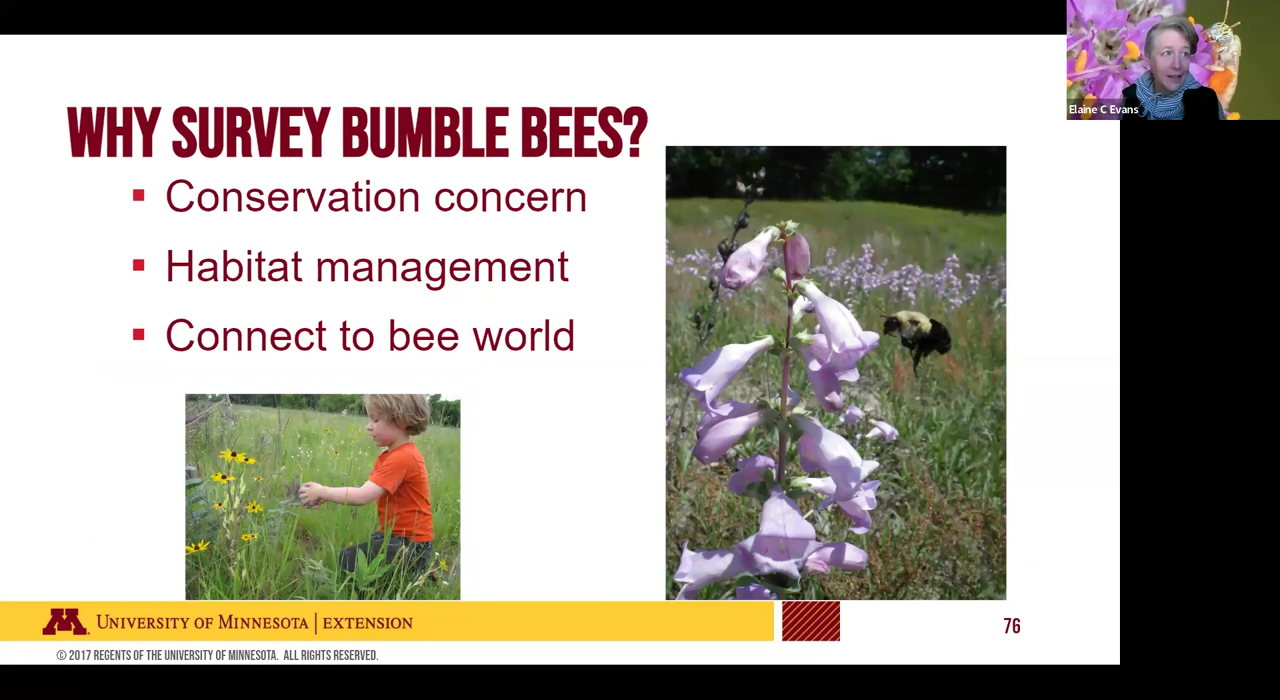 Elaine C Evans
WHY SURVEY BUMBLE BEES?
▪ Conservation concern
▪ Habitat management
▪ Connect to bee world
M UNIVERSITY OF MINNESOTA | EXTENSION
76
© 2017 REGENTS OF THE UNIVERSITY OF MINNESOTA. ALL RIGHTS RESERVED.